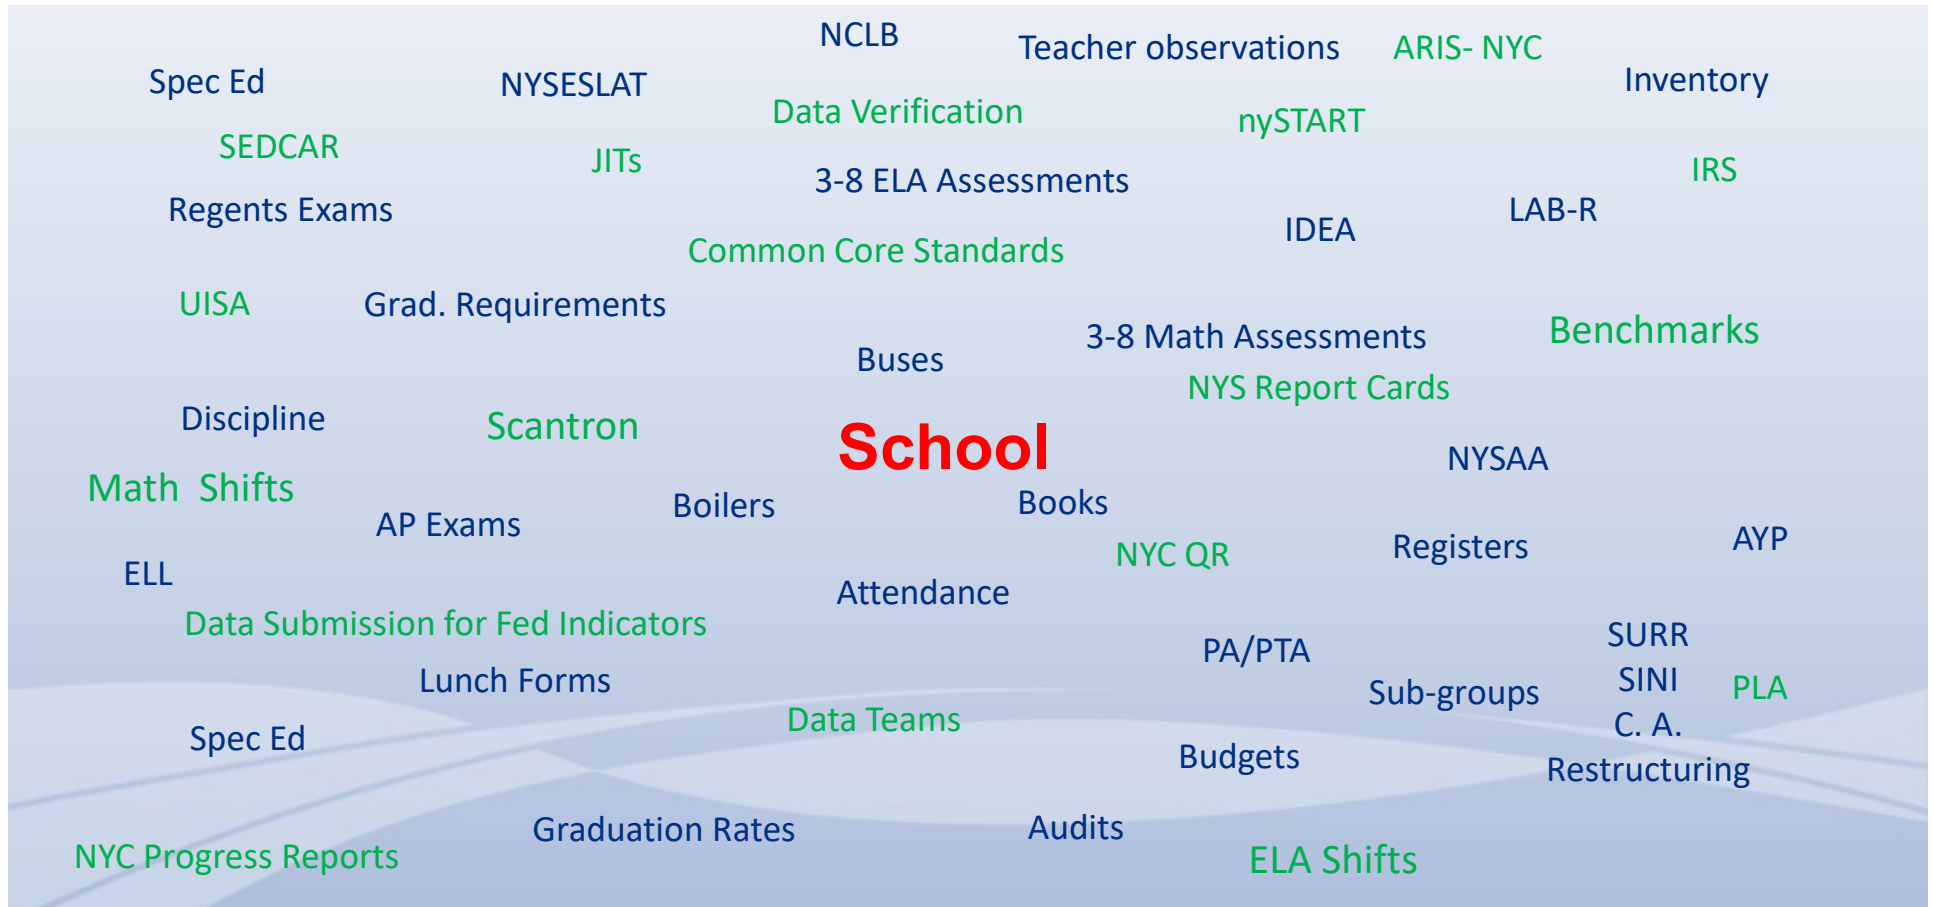 NCLB
Teacher observations
ARIS- NYC
Spec Ed
NYSESLAT
Inventory
Data Verification
nySTART
SEDCAR
JITs
3-8 ELA Assessments
IRS
Regents Exams
LAB-R
IDEA
Common Core Standards
UISA
Grad. Requirements
3-8 Math Assessments
Benchmarks
Buses
NYS Report Cards
Discipline
Scantron
School
NYSAA
Math  Shifts
Boilers
Books
AP Exams
NYC QR
Registers
AYP
ELL
Attendance
Data Submission for Fed Indicators
SURR
PA/PTA
Lunch Forms
Sub-groups
SINI
PLA
Data Teams
C. A.
Spec Ed
Budgets
Restructuring
Graduation Rates
Audits
NYC Progress Reports
ELA Shifts